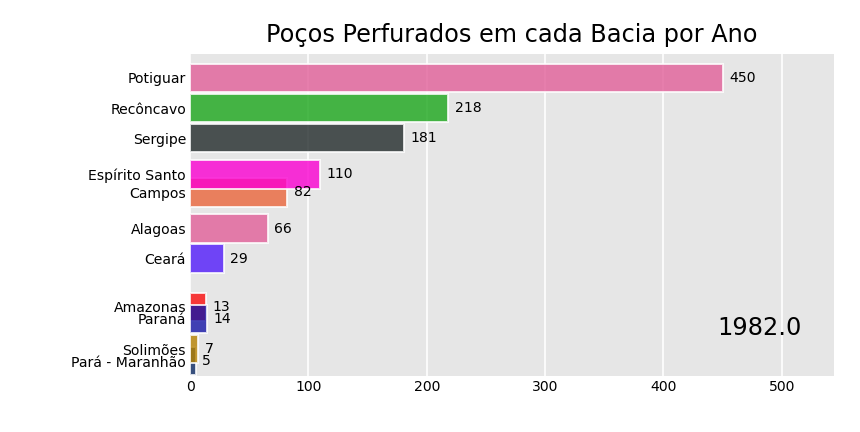 Poços Perfurados em cada Bacia por Ano
Potiguar 450
Recôncavo 218
Sergipe 181
Espírito Santo 110
Campos 82
Alagoas 66
Ceará 29
Amazonas 13
Paraná 14
1982.0
Solimões 7
Pará - Maranhão 5
0 100 200 300 400 500